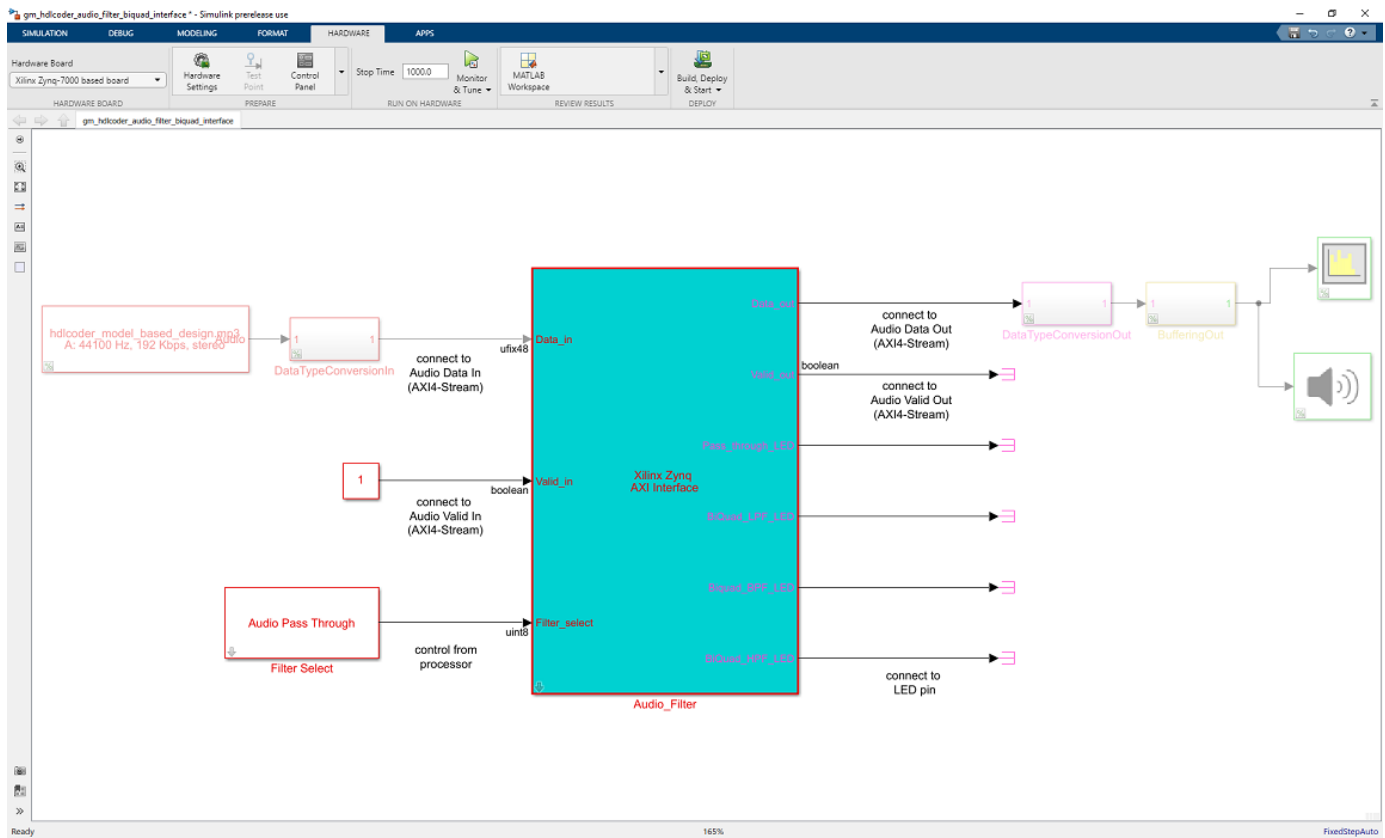 gm_hdlcoder_audio_filter_biquad_interface * - Simulink prerelease use
SIMULATION DEBUG MODELING FORMAT HARDWARE APPS
Hardware Board
Xilinx Zynq-7000 based board
HARDWARE BOARD
Hardware
Settings
Test
Point
Control
Panel
PREPARE
Stop Time 1000.0
Monitor
& Tune
RUN ON HARDWARE
MATLAB
Workspace
REVIEW RESULTS
Build, Deploy
& Start
DEPLOY
gm_hdlcoder_audio_filter_biquad_interface
hdlcoder_model_based_design.mp3
A: 44100 Hz, 192 Kbps, stereo
Audio
1 1
DataTypeConversionIn
connect to
Audio Data In
(AXI4-Stream)
ufix48
Data_in
1
connect to
Audio Valid In
(AXI4-Stream)
boolean
Valid_in
Audio Pass Through
Filter Select
control from
processor
uint8
Filter_select
Xilinx Zynq
AXI Interface
Audio_Filter
Data_out
connect to
Audio Data Out
(AXI4-Stream)
Valid_out
boolean
connect to
Audio Valid Out
(AXI4-Stream)
Pass_through_LED
BiQuad_LPF_LED
Biquad_BPF_LED
BiQuad_HPF_LED
connect to
LED pin
1 1
DataTypeConversionOut
1 1
BufferingOut
Ready
165%
FixedStepAuto